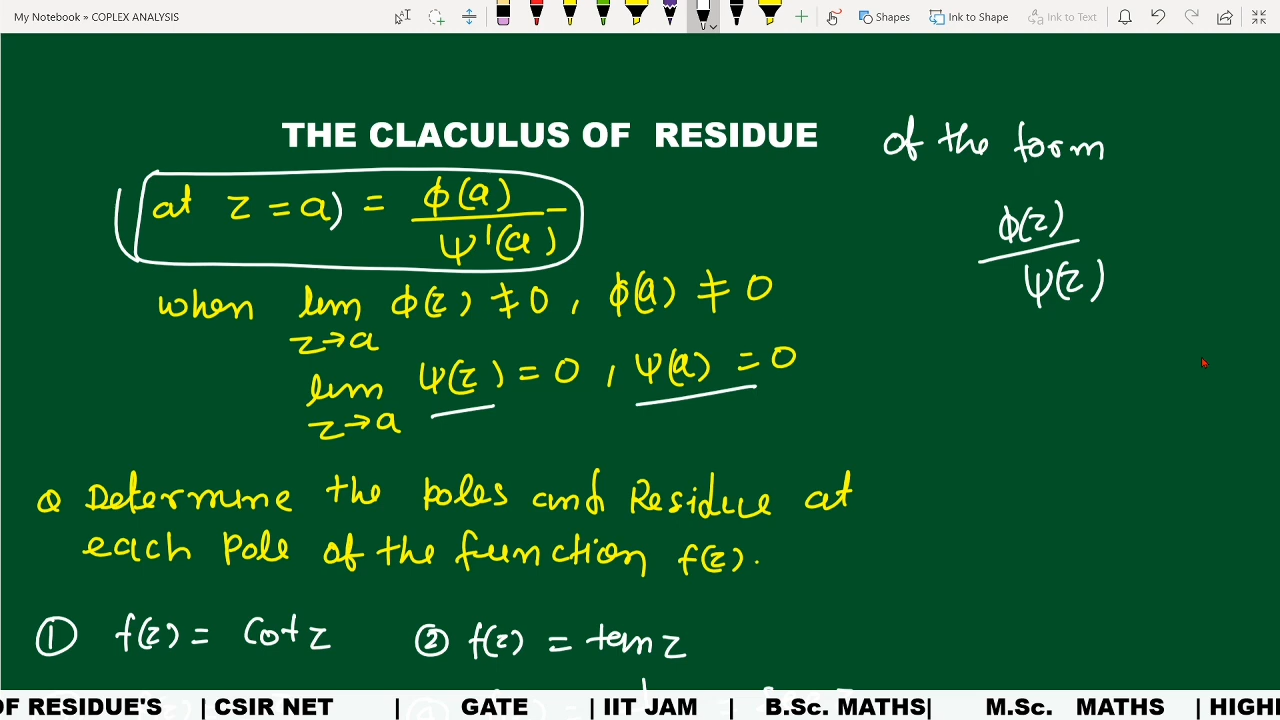 My Notebook » COPLEX ANALYSIS
Shapes Ink to Shape Ink to Text
THE CLACULUS OF RESIDUE
of the form
ϕ(z)
ψ(z)
at z = a) = ϕ(a)
ψ'(a)
when lim ϕ(z) ≠ 0, ϕ(a) ≠ 0
z→a
lim ψ(z) = 0, ψ(a) = 0
z→a
Q Determine the poles and Residue at
each pole of the function f(z).
① f(z) = Cot z ② f(z) = tan z
OF RESIDUE'S | CSIR NET | GATE | IIT JAM | B.Sc. MATHS| M.Sc. MATHS | HIGH